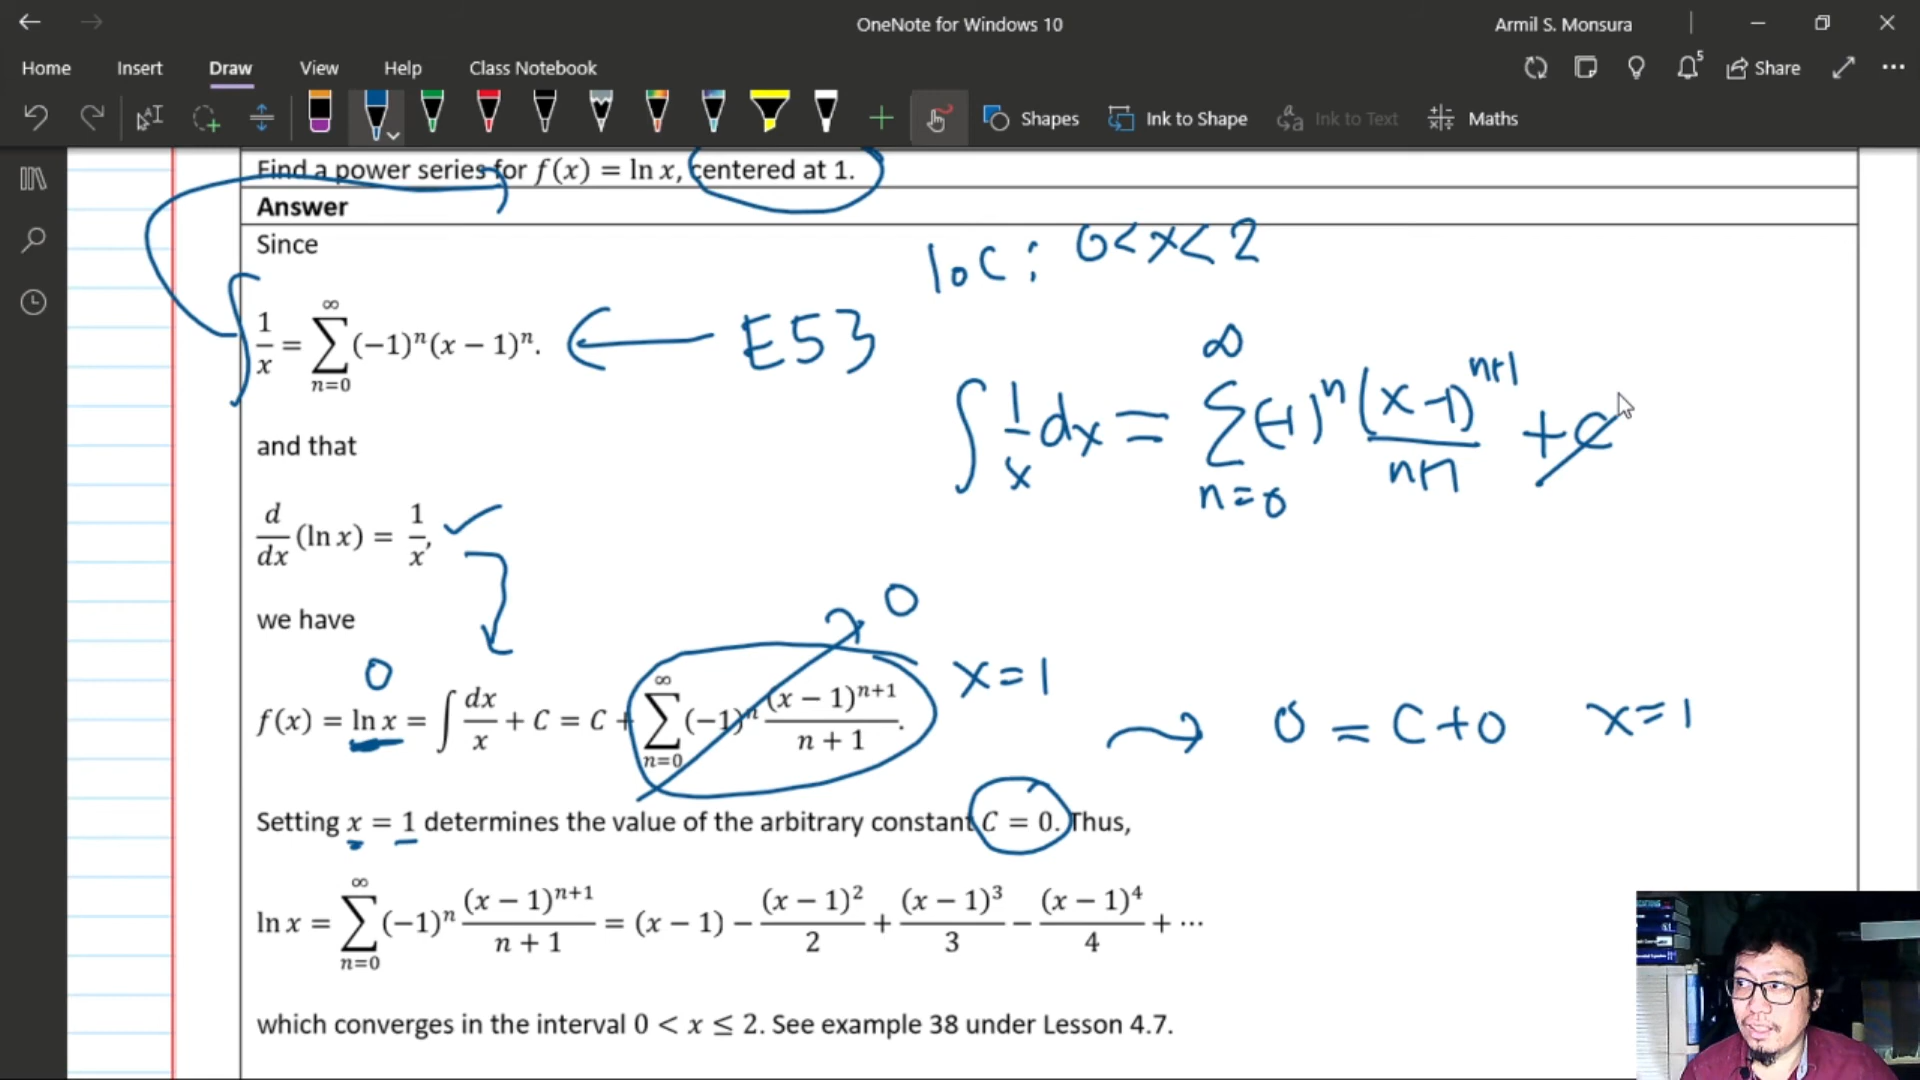 OneNote for Windows 10
Armil S. Monsura
Home Insert Draw View Help Class Notebook
5 Share
Shapes Ink to Shape Ink to Text Maths
Find a power series for f(x) = ln x, centered at 1.
Answer
Since
IOC : 0 < x < 2
1/x = ∑_{n=0}^{∞} (−1)ⁿ(x − 1)ⁿ.
E53
∫ 1/x dx = ∑_{n=0}^{∞} (-1)ⁿ (x-1)^{n+1}/(n+1) + C
and that
d/dx (ln x) = 1/x,
we have
0
0
f(x) = ln x = ∫ dx/x + C = C + ∑_{n=0}^{∞} (−1)ⁿ (x − 1)^{n+1}/(n + 1).
x = 1
0 = C + 0 x = 1
Setting x = 1 determines the value of the arbitrary constant C = 0. Thus,
ln x = ∑_{n=0}^{∞} (−1)ⁿ (x − 1)^{n+1}/(n + 1) = (x − 1) − (x − 1)²/2 + (x − 1)³/3 − (x − 1)⁴/4 + ⋯
which converges in the interval 0 < x ≤ 2. See example 38 under Lesson 4.7.